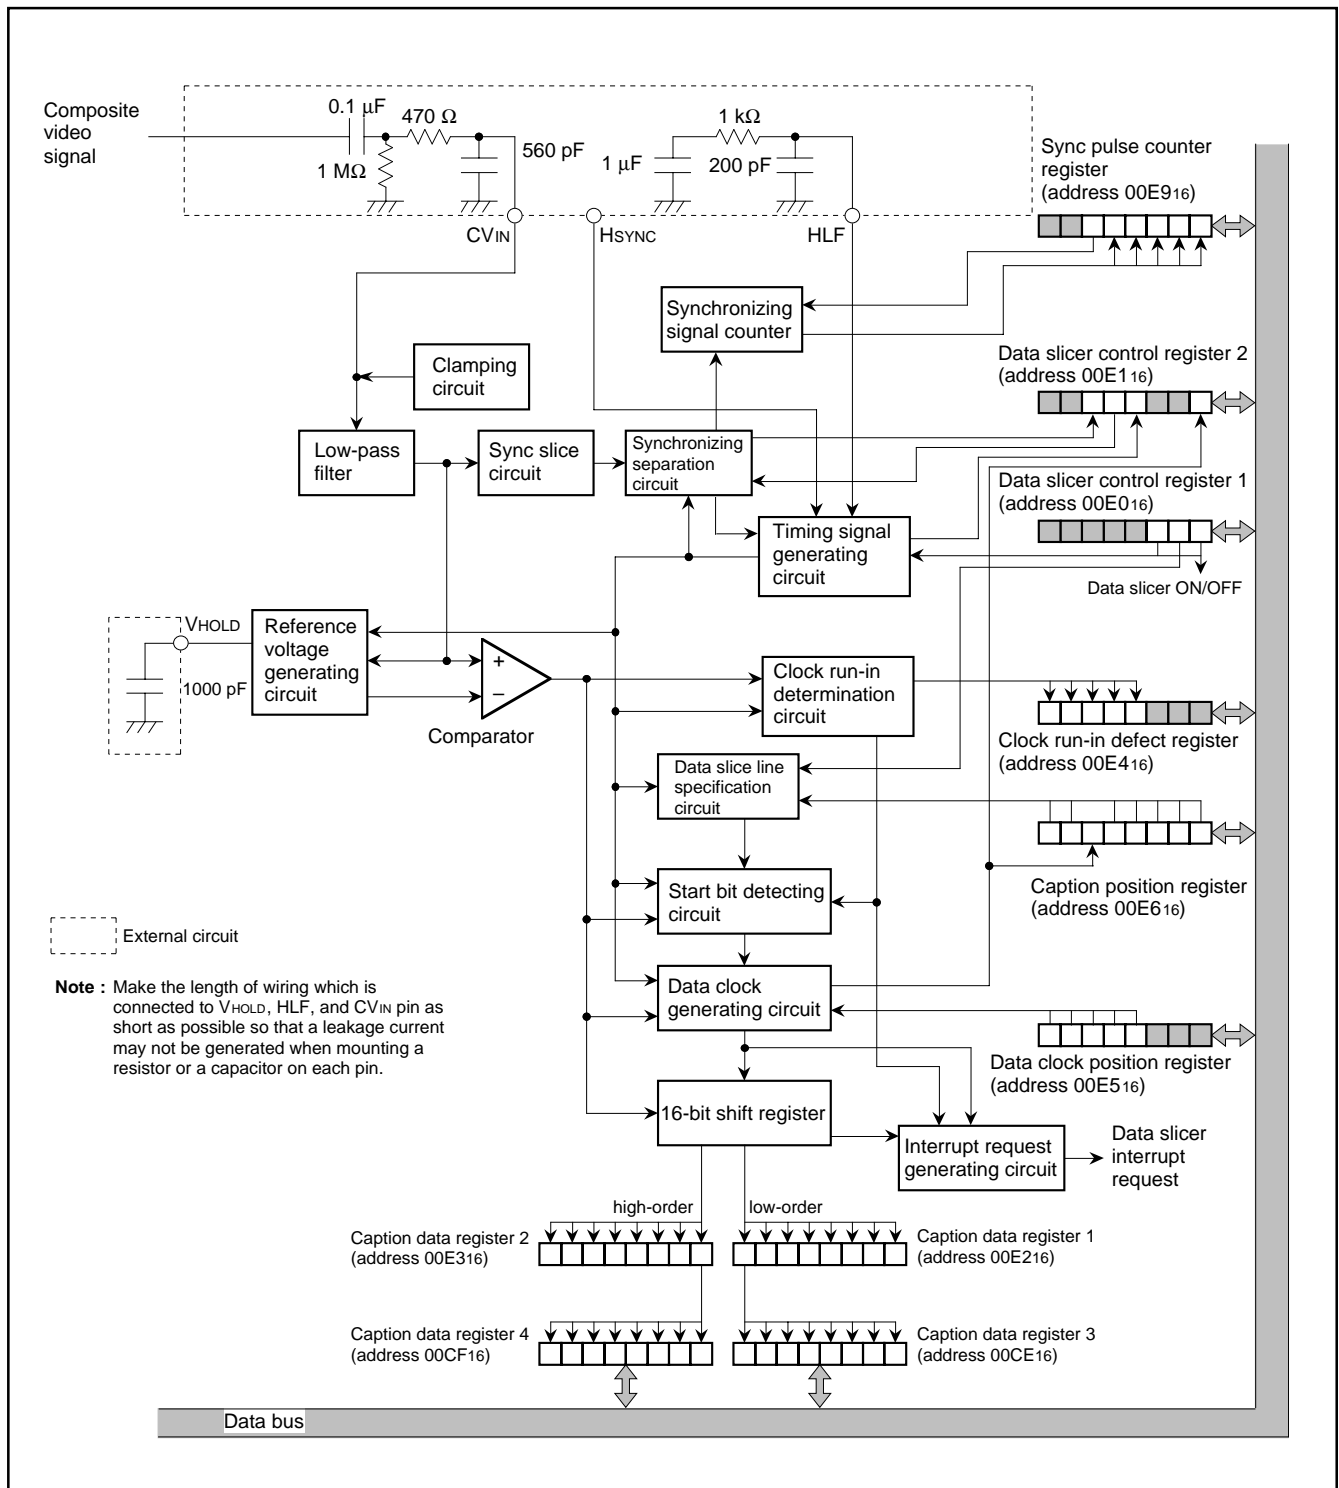 Composite
video
signal
0.1 μF
470 Ω
1 MΩ
560 pF
1 kΩ
1 μF
200 pF
Sync pulse counter
register
(address 00E916)
CVIN
HSYNC
HLF
Synchronizing
signal counter
Data slicer control register 2
(address 00E116)
Clamping
circuit
Low-pass
filter
Sync slice
circuit
Synchronizing
separation
circuit
Data slicer control register 1
(address 00E016)
Timing signal
generating
circuit
Data slicer ON/OFF
VHOLD
1000 pF
Reference
voltage
generating
circuit
+
−
Comparator
Clock run-in
determination
circuit
Clock run-in defect register
(address 00E416)
Data slice line
specification
circuit
Start bit detecting
circuit
Caption position register
(address 00E616)
External circuit
Note : Make the length of wiring which is
connected to VHOLD, HLF, and CVIN pin as
short as possible so that a leakage current
may not be generated when mounting a
resistor or a capacitor on each pin.
Data clock
generating circuit
Data clock position register
(address 00E516)
16-bit shift register
Interrupt request
generating circuit
Data slicer
interrupt
request
high-order
low-order
Caption data register 2
(address 00E316)
Caption data register 1
(address 00E216)
Caption data register 4
(address 00CF16)
Caption data register 3
(address 00CE16)
Data bus